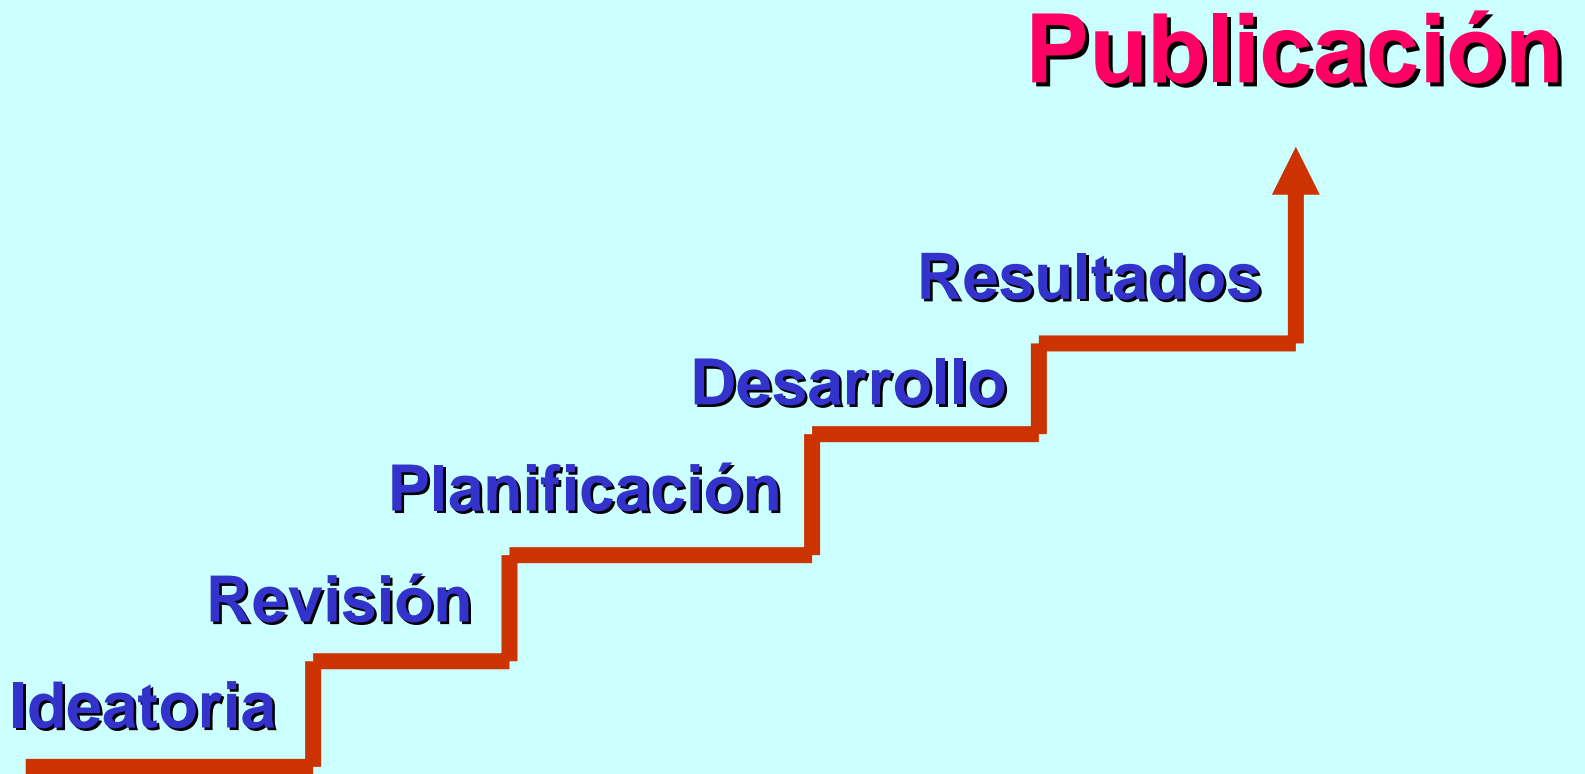 Publicación
Resultados
Desarrollo
Planificación
Revisión
Ideatoria